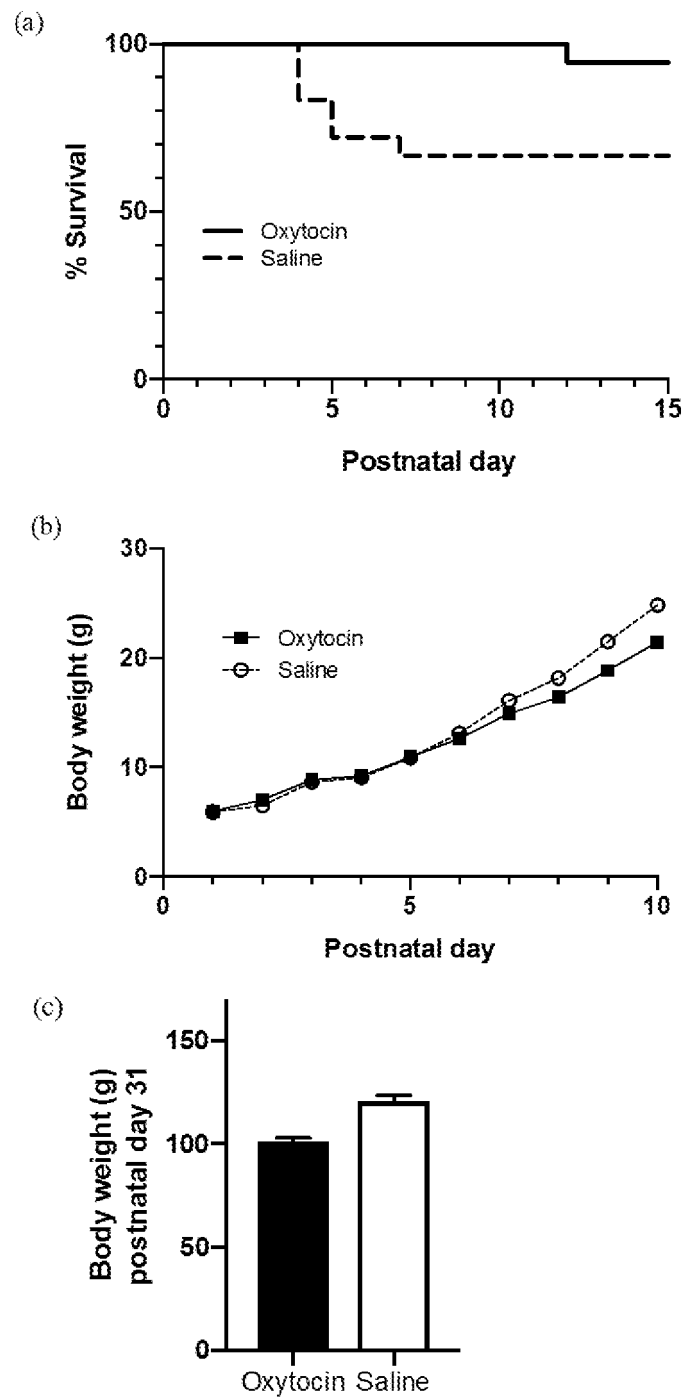 (a)
100
50
0
% Survival
Oxytocin
Saline
0 5 10 15
Postnatal day
(b)
30
20
10
0
Body weight (g)
Oxytocin
Saline
0 5 10
Postnatal day
(c)
150
100
50
0
Body weight (g)
postnatal day 31
Oxytocin Saline